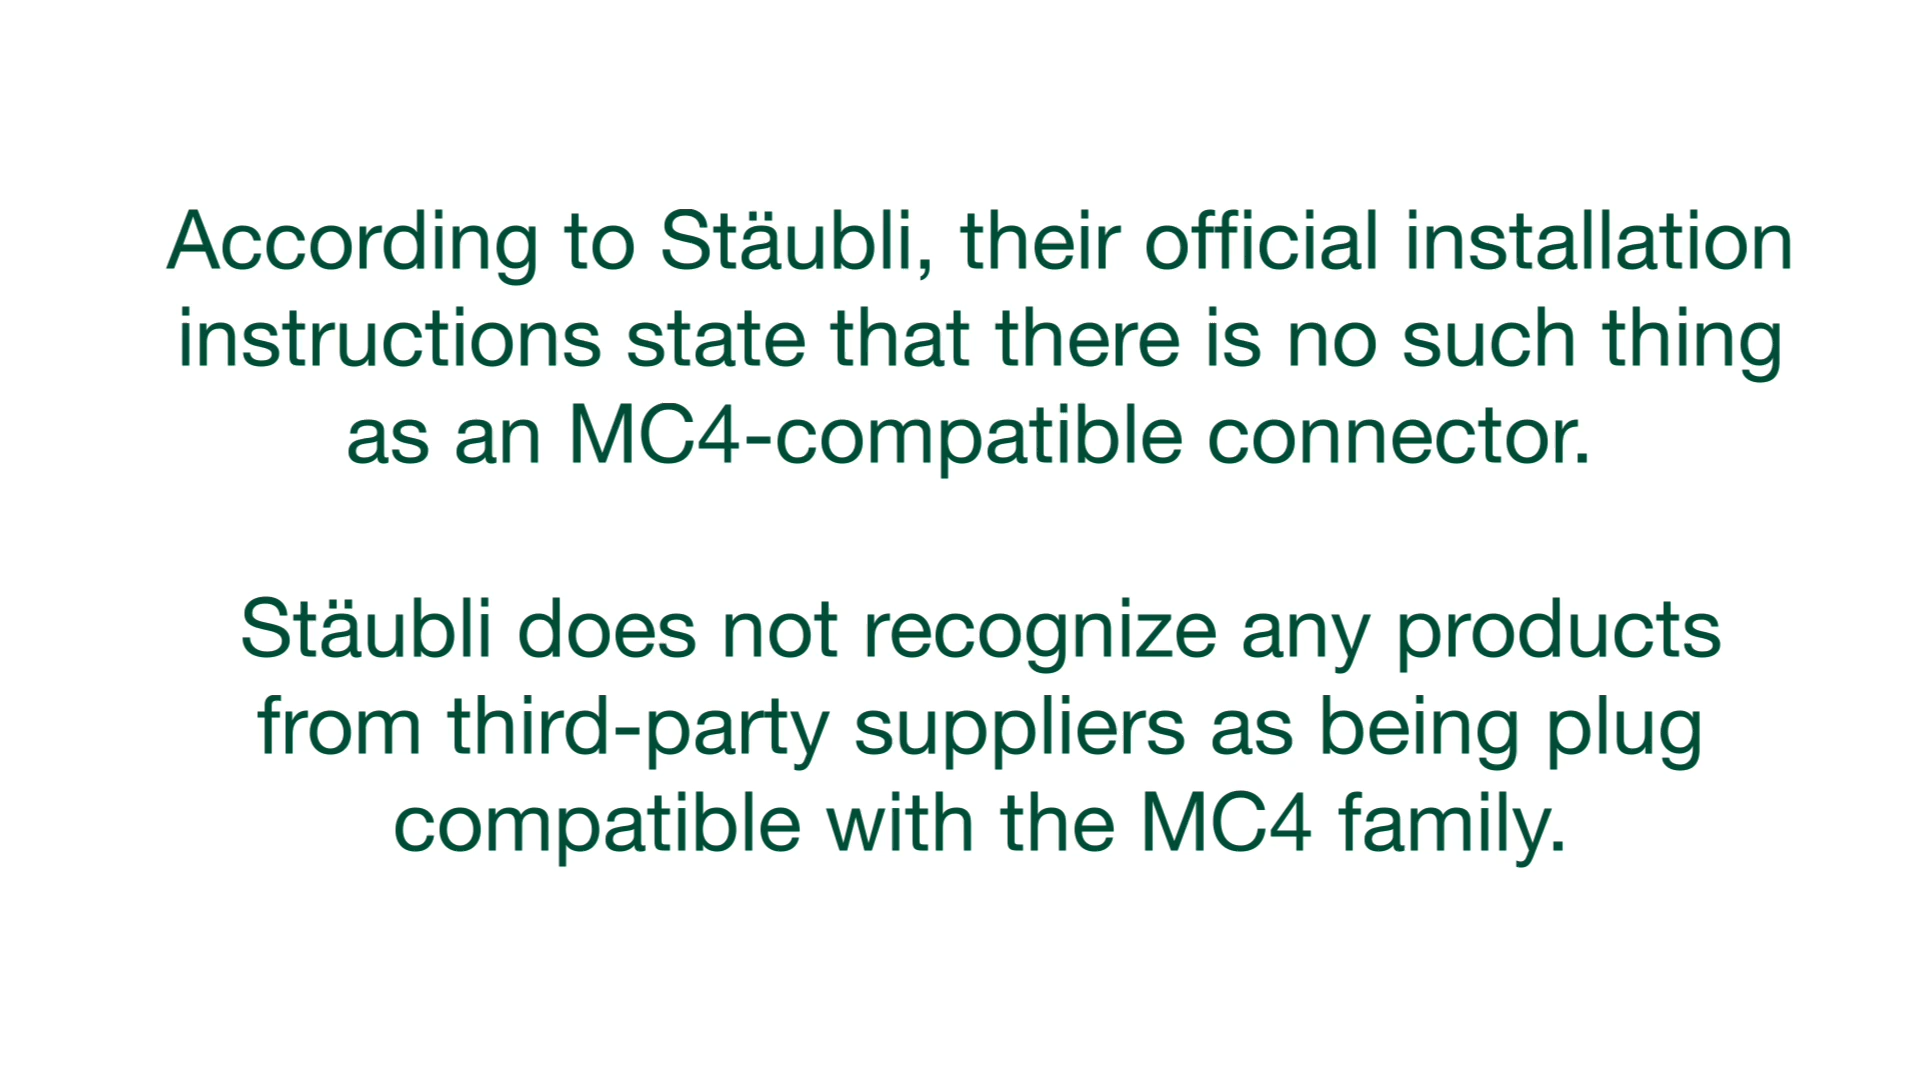 According to Stäubli, their official installation
instructions state that there is no such thing
as an MC4-compatible connector.
Stäubli does not recognize any products
from third-party suppliers as being plug
compatible with the MC4 family.